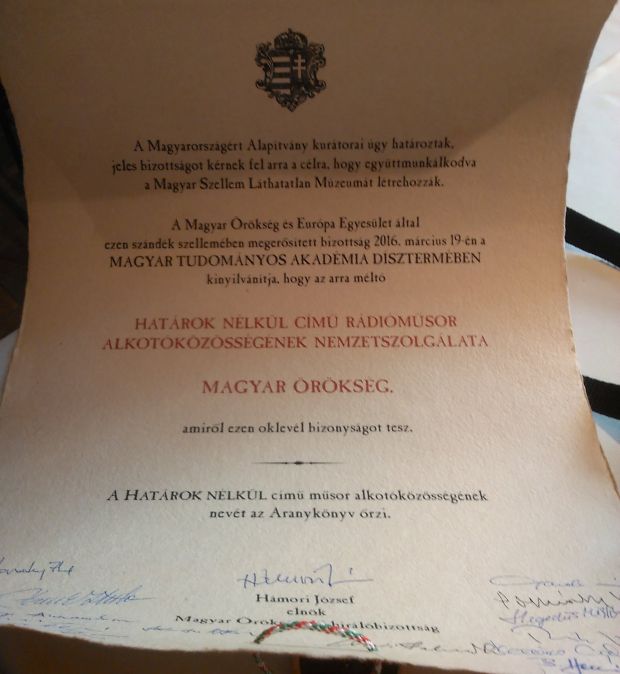 A Magyarországért Alapítvány kurátorai úgy határoztak,
jeles bizottságot kérnek fel arra a célra, hogy együttmunkálkodva
a Magyar Szellem Láthatatlan Múzeumát létrehozzák.
A Magyar Örökség és Európa Egyesület által
ezen szándék szellemében megerősített bizottság 2016. március 19-én a
MAGYAR TUDOMÁNYOS AKADÉMIA DÍSZTERMÉBEN
kinyilvánítja, hogy az arra méltó
HATÁROK NÉLKÜL CÍMŰ RÁDIÓMŰSOR
ALKOTÓKÖZÖSSÉGÉNEK NEMZETSZOLGÁLATA
MAGYAR ÖRÖKSÉG,
amiről ezen oklevél bizonyságot tesz.
A HATÁROK NÉLKÜL című műsor alkotóközösségének
nevét az Aranykönyv őrzi.
Hámori József
elnök
Magyar